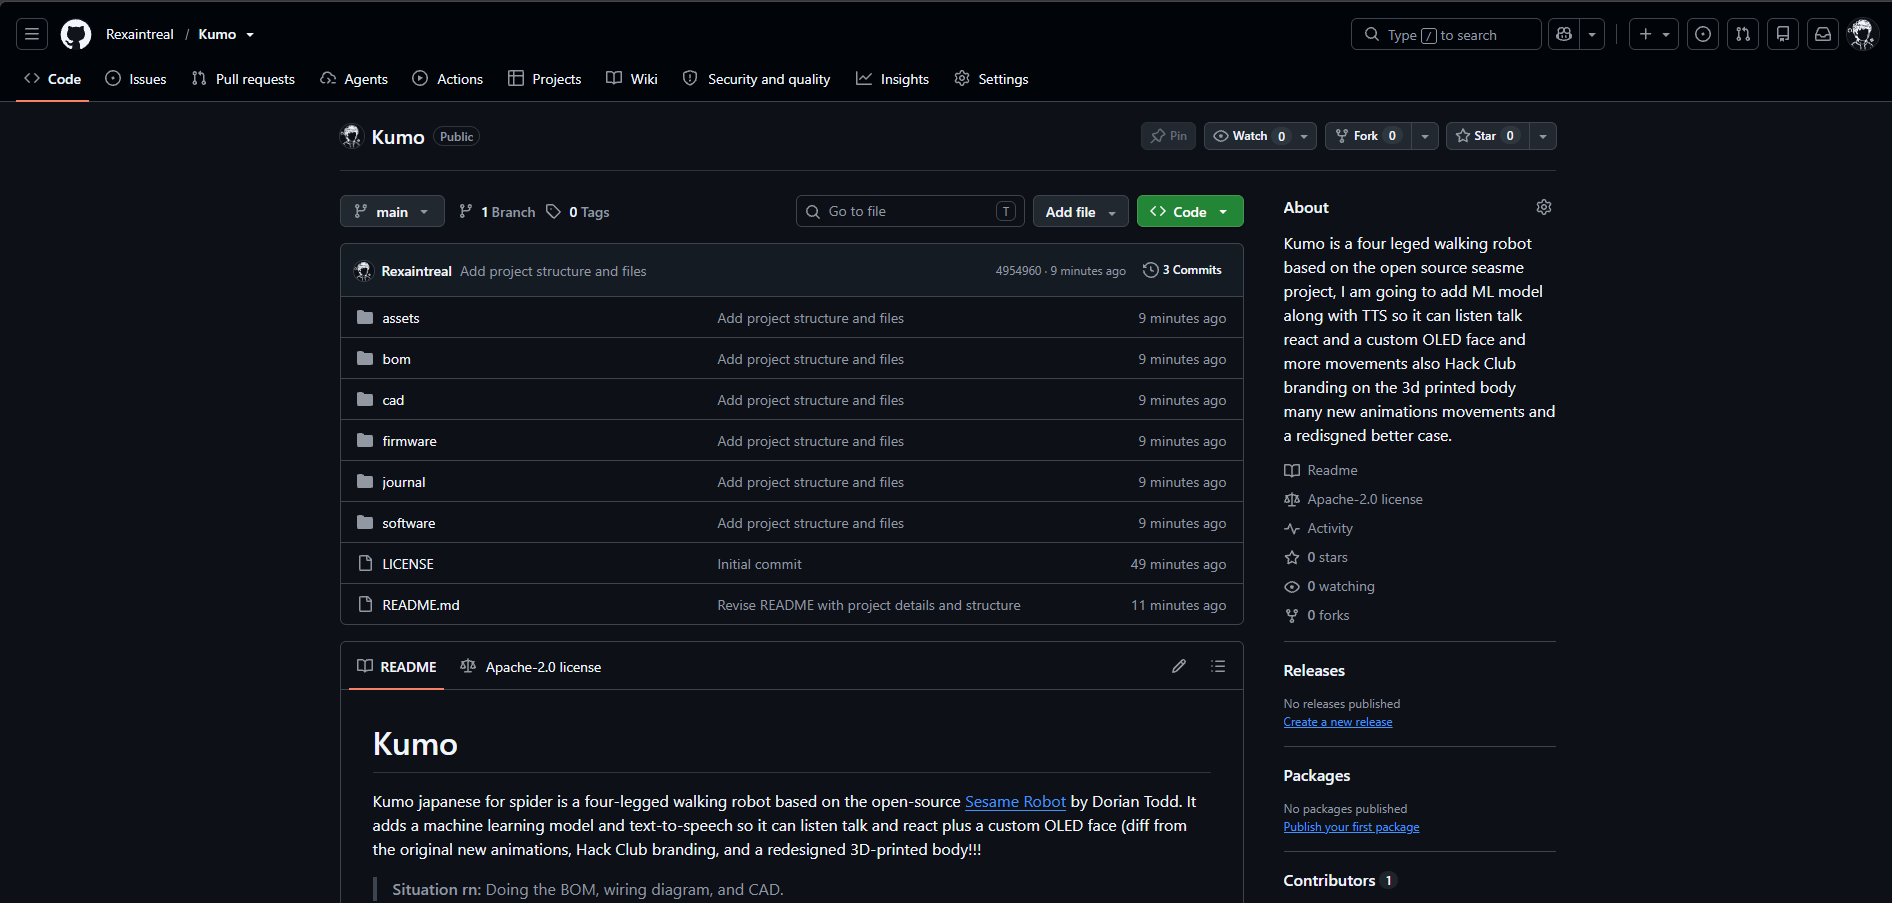 Rexaintreal / Kumo
Type / to search
Code
Issues
Pull requests
Agents
Actions
Projects
Wiki
Security and quality
Insights
Settings
Kumo Public
Pin
Watch 0
Fork 0
Star 0
main
1 Branch
0 Tags
Go to file T
Add file
Code
Rexaintreal Add project structure and files 4954960 · 9 minutes ago 3 Commits
assets Add project structure and files 9 minutes ago
bom Add project structure and files 9 minutes ago
cad Add project structure and files 9 minutes ago
firmware Add project structure and files 9 minutes ago
journal Add project structure and files 9 minutes ago
software Add project structure and files 9 minutes ago
LICENSE Initial commit 49 minutes ago
README.md Revise README with project details and structure 11 minutes ago
README
Apache-2.0 license
Kumo
Kumo japanese for spider is a four-legged walking robot based on the open-source Sesame Robot by Dorian Todd. It
adds a machine learning model and text-to-speech so it can listen talk and react plus a custom OLED face (diff from
the original new animations, Hack Club branding, and a redesigned 3D-printed body!!!
Situation rn: Doing the BOM, wiring diagram, and CAD.
About
Kumo is a four leged walking robot
based on the open source seasme
project, I am going to add ML model
along with TTS so it can listen talk
react and a custom OLED face and
more movements also Hack Club
branding on the 3d printed body
many new animations movements and
a redisgned better case.
Readme
Apache-2.0 license
Activity
0 stars
0 watching
0 forks
Releases
No releases published
Create a new release
Packages
No packages published
Publish your first package
Contributors 1